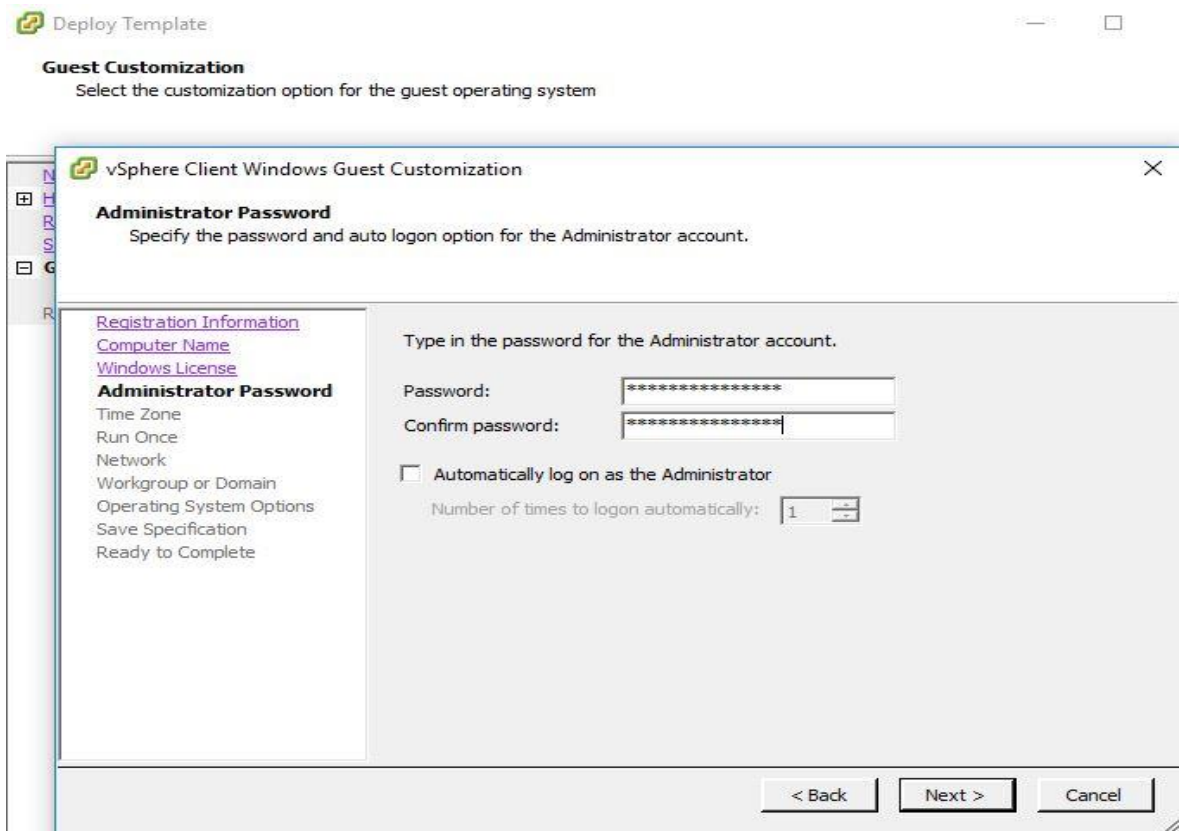 Deploy Template
Guest Customization
Select the customization option for the guest operating system
vSphere Client Windows Guest Customization
Administrator Password
Specify the password and auto logon option for the Administrator account.
N
H
R
S
G
R
Registration Information
Computer Name
Windows License
Administrator Password
Time Zone
Run Once
Network
Workgroup or Domain
Operating System Options
Save Specification
Ready to Complete
Type in the password for the Administrator account.
Password: ***************
Confirm password: ***************
Automatically log on as the Administrator
Number of times to logon automatically: 1
< Back Next > Cancel